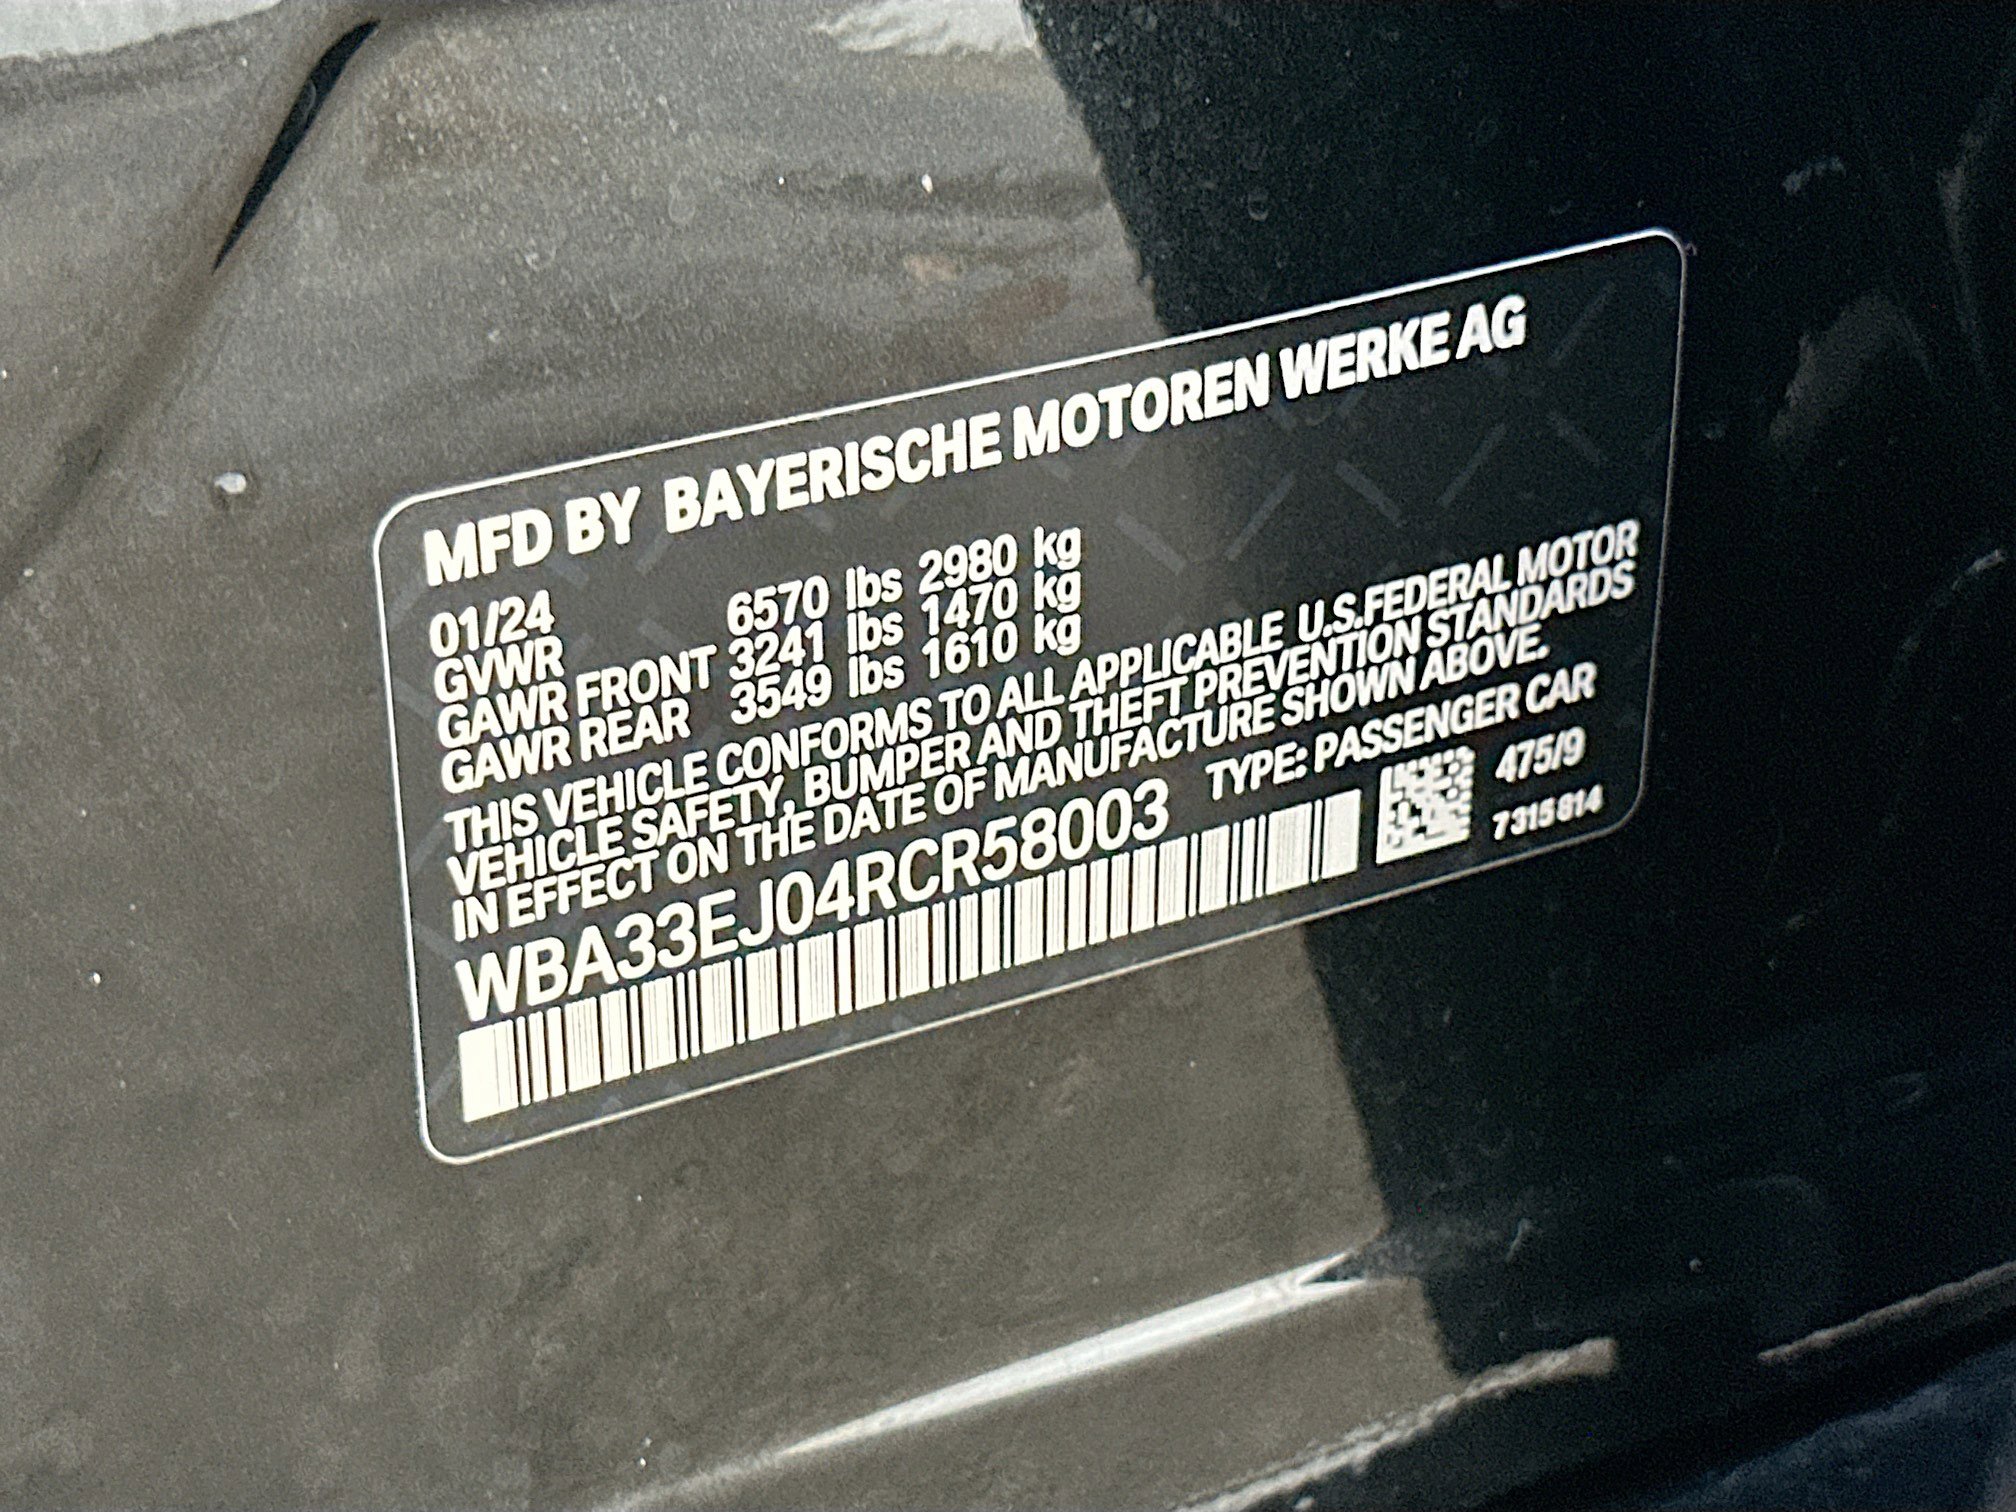 MFD BY BAYERISCHE MOTOREN WERKE AG
01/24
GVWR 6570 lbs 2980 kg
GAWR FRONT 3241 lbs 1470 kg
GAWR REAR 3549 lbs 1610 kg
THIS VEHICLE CONFORMS TO ALL APPLICABLE U.S.FEDERAL MOTOR
VEHICLE SAFETY, BUMPER AND THEFT PREVENTION STANDARDS
IN EFFECT ON THE DATE OF MANUFACTURE SHOWN ABOVE.
WBA33EJ04RCR58003 TYPE: PASSENGER CAR
475/9
7315814